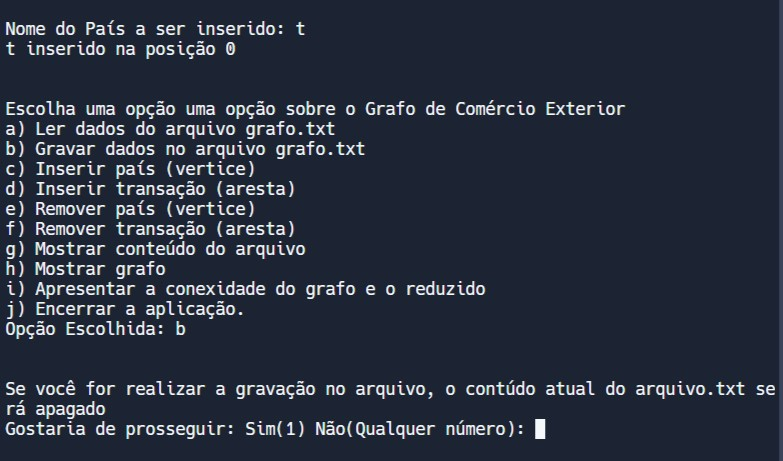 Nome do País a ser inserido: t
t inserido na posição 0
Escolha uma opção uma opção sobre o Grafo de Comércio Exterior
a) Ler dados do arquivo grafo.txt
b) Gravar dados no arquivo grafo.txt
c) Inserir país (vertice)
d) Inserir transação (aresta)
e) Remover país (vertice)
f) Remover transação (aresta)
g) Mostrar conteúdo do arquivo
h) Mostrar grafo
i) Apresentar a conexidade do grafo e o reduzido
j) Encerrar a aplicação.
Opção Escolhida: b
Se você for realizar a gravação no arquivo, o contúdo atual do arquivo.txt se
rá apagado
Gostaria de prosseguir: Sim(1) Não(Qualquer número):